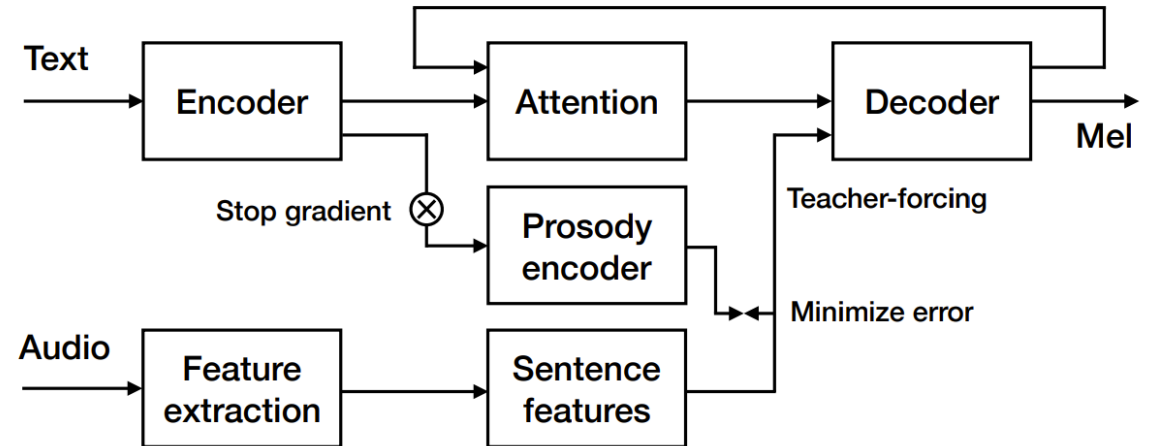 Text
Encoder
Attention
Decoder
Mel
Stop gradient
Prosody
encoder
Teacher-forcing
Minimize error
Audio
Feature
extraction
Sentence
features